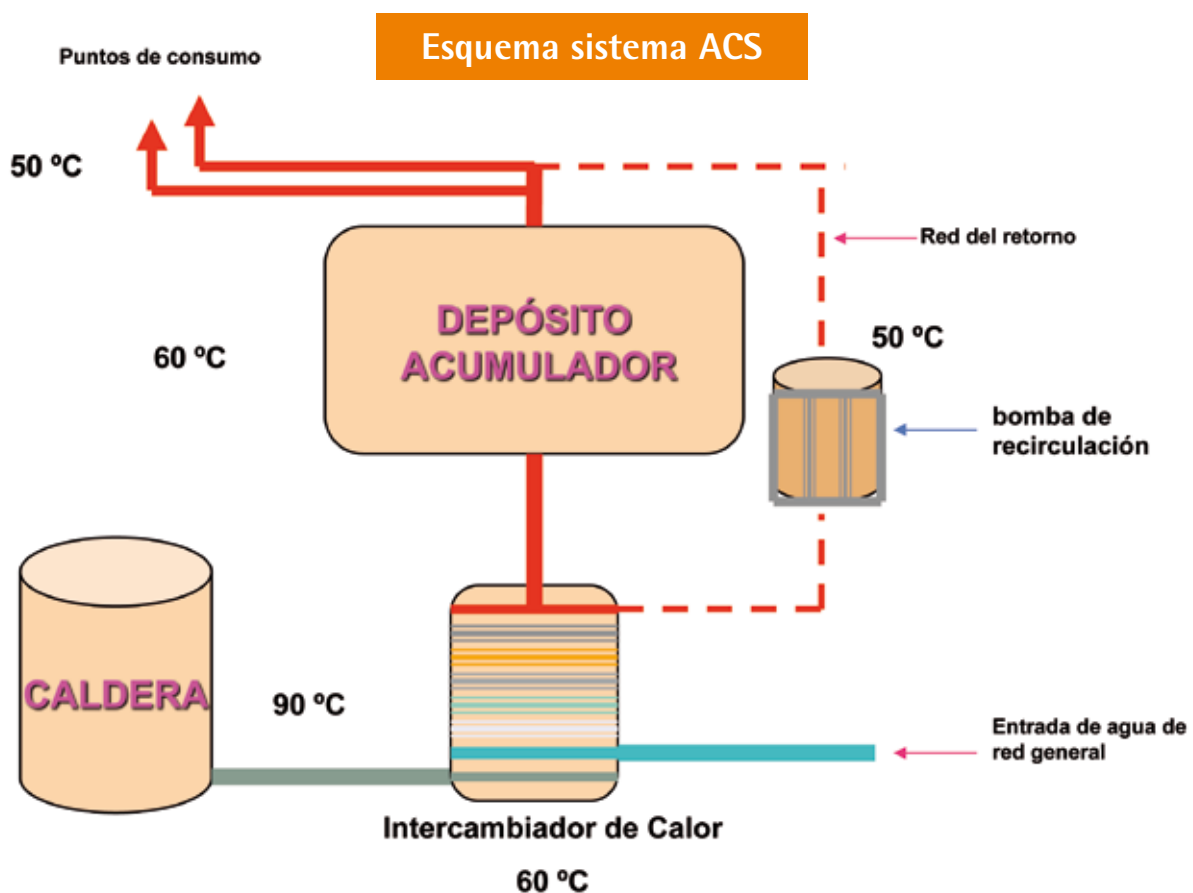 Esquema sistema ACS
Puntos de consumo
50 ºC
Red del retorno
DEPÓSITO
ACUMULADOR
60 ºC
50 ºC
bomba de
recirculación
CALDERA
90 ºC
Entrada de agua de
red general
Intercambiador de Calor
60 ºC